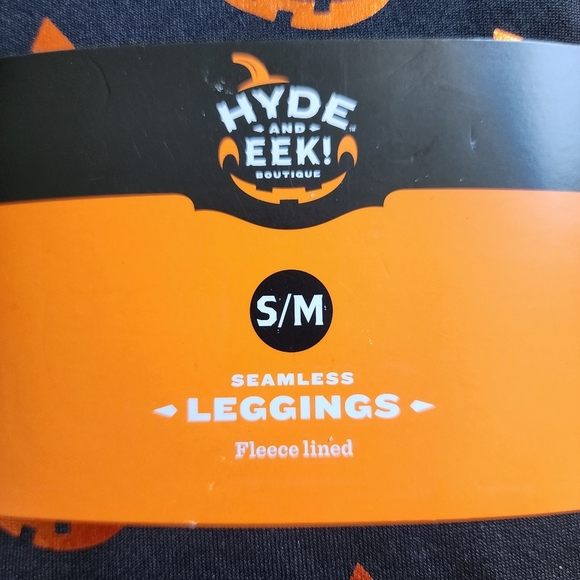 HYDE
AND
EEK!
BOUTIQUE
S/M
SEAMLESS
LEGGINGS
Fleece lined